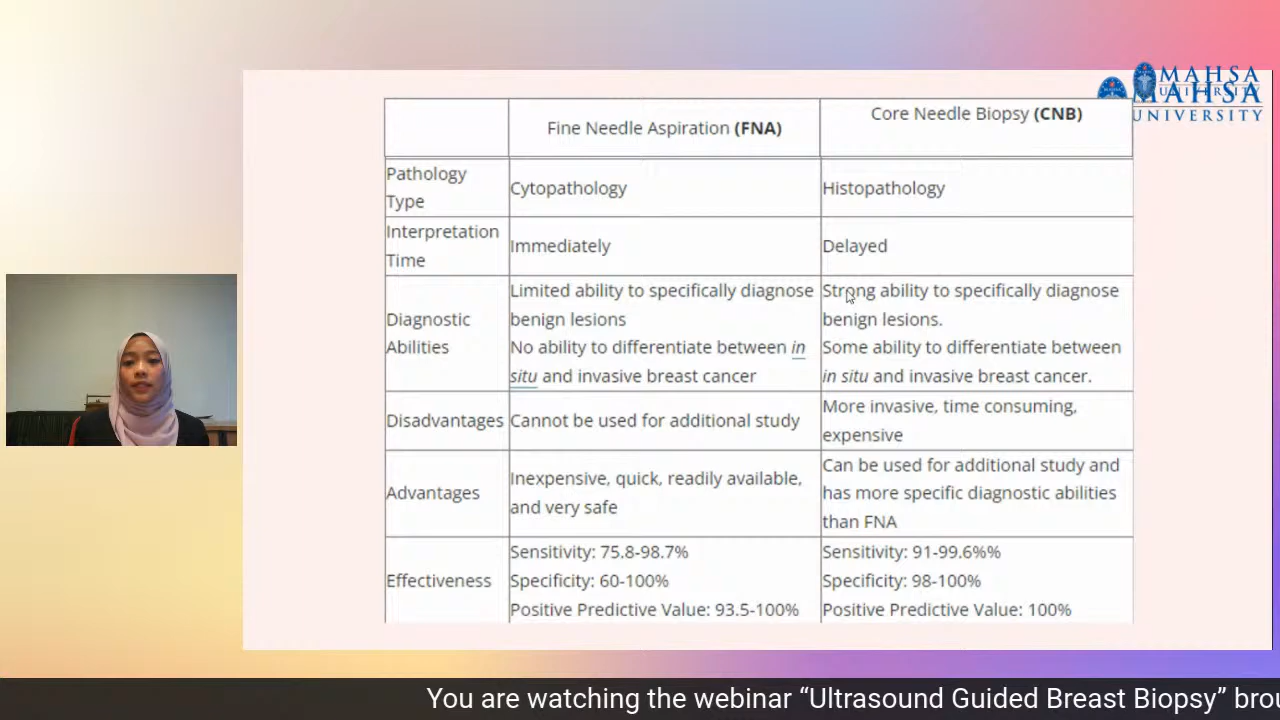 MAHSA
UNIVERSITY
MAHSA
UNIVERSITY
Fine Needle Aspiration (FNA)
Core Needle Biopsy (CNB)
Pathology
Type
Cytopathology
Histopathology
Interpretation
Time
Immediately
Delayed
Diagnostic
Abilities
Limited ability to specifically diagnose
benign lesions
No ability to differentiate between in
situ and invasive breast cancer
Strong ability to specifically diagnose
benign lesions.
Some ability to differentiate between
in situ and invasive breast cancer.
Disadvantages
Cannot be used for additional study
More invasive, time consuming,
expensive
Advantages
Inexpensive, quick, readily available,
and very safe
Can be used for additional study and
has more specific diagnostic abilities
than FNA
Effectiveness
Sensitivity: 75.8-98.7%
Specificity: 60-100%
Positive Predictive Value: 93.5-100%
Sensitivity: 91-99.6%%
Specificity: 98-100%
Positive Predictive Value: 100%
You are watching the webinar “Ultrasound Guided Breast Biopsy” brou